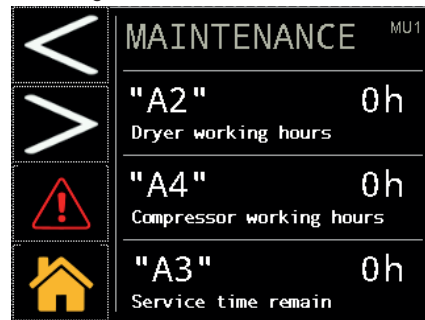 MAINTENANCE MU1
"A2" 0h
Dryer working hours
"A4" 0h
Compressor working hours
"A3" 0h
Service time remain